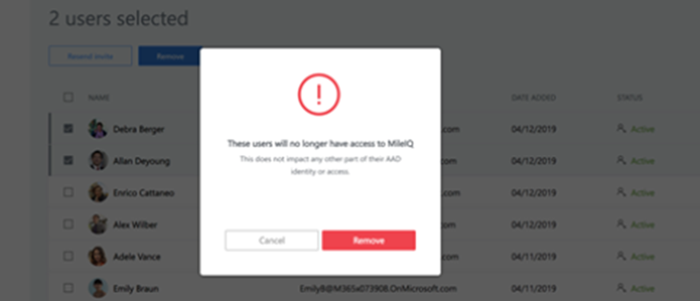 2 users selected
Resend invite Remove
NAME DATE ADDED STATUS
Debra Berger .com 04/12/2019 Active
Allan Deyoung .com 04/12/2019 Active
Enrico Cattaneo .com 04/12/2019 Active
Alex Wilber .com 04/12/2019 Active
Adele Vance .com 04/11/2019 Active
Emily Braun EmilyB@M365x073908.OnMicrosoft.com 04/11/2019 Active
!
These users will no longer have access to MileIQ
This does not impact any other part of their AAD
identity or access.
Cancel Remove